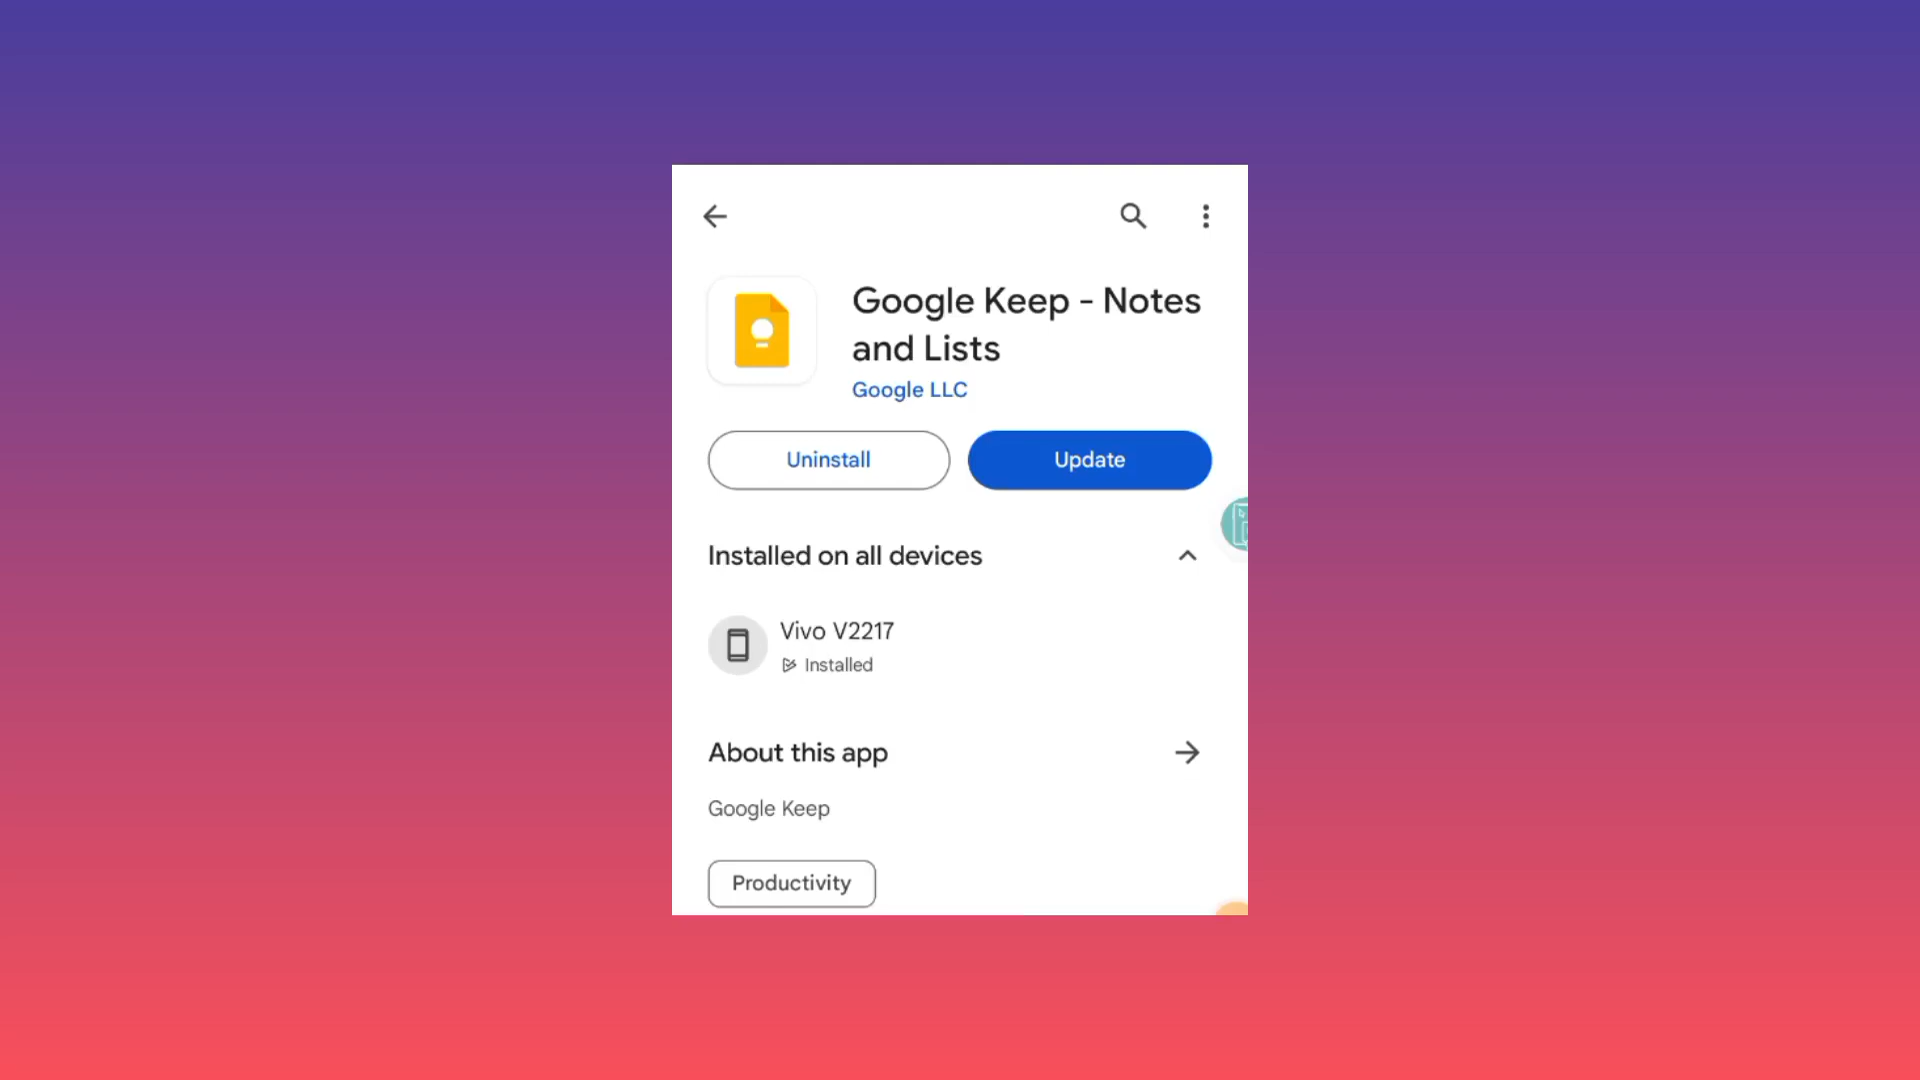 Google Keep - Notes
and Lists
Google LLC
Uninstall
Update
Installed on all devices
Vivo V2217
Installed
About this app
Google Keep
Productivity